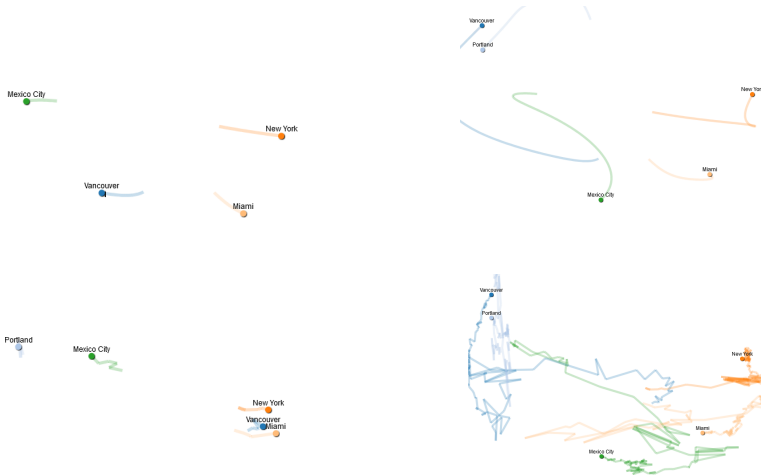 Mexico City
New York
Vancouver
Miami
Vancouver
Portland
New Yor
Miami
Mexico City
Portland
Mexico City
New York
Vancouver
Miami
Vancouver
Portland
New York
Miami
Mexico City